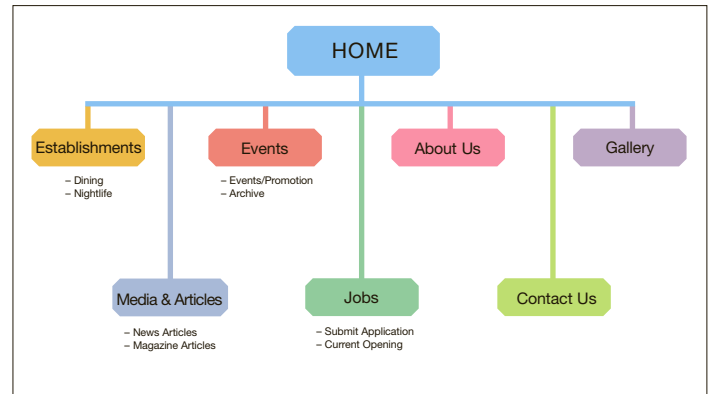 HOME
Establishments
– Dining
– Nightlife
Events
– Events/Promotion
– Archive
About Us
Gallery
Media & Articles
– News Articles
– Magazine Articles
Jobs
– Submit Application
– Current Opening
Contact Us